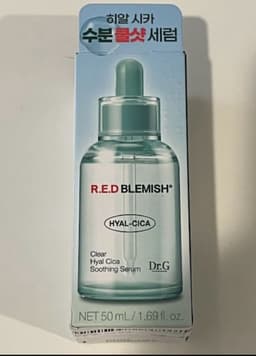 히알 시카
수분 쿨샷 세럼
R.E.D BLEMISH®
HYAL-CICA
Clear
Hyal Cica
Soothing Serum
Dr.G
NET 50 mL / 1.69 fl. oz.